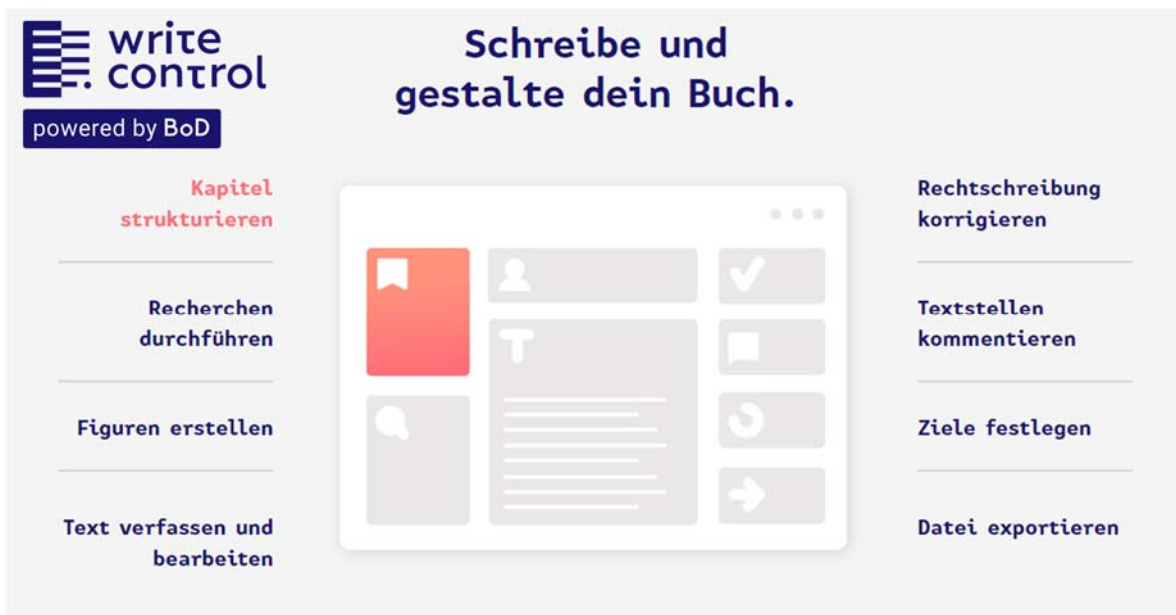 write
control
powered by BoD
Schreibe und
gestalte dein Buch.
Kapitel
strukturieren
Recherchen
durchführen
Figuren erstellen
Text verfassen und
bearbeiten
T
Rechtschreibung
korrigieren
Textstellen
kommentieren
Ziele festlegen
Datei exportieren